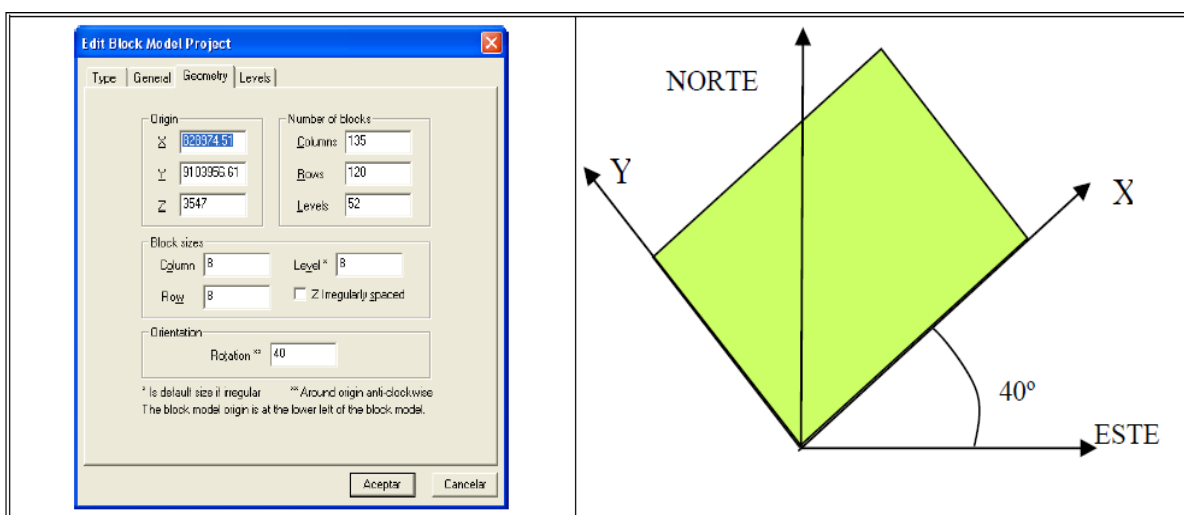 Edit Block Model Project
Type General Geometry Levels
Origin
X 828974.51
Y 9103956.61
Z 3547
Number of blocks
Columns 135
Rows 120
Levels 52
Block sizes
Column 8
Level * 8
Row 8
Z Irregularly spaced
Orientation
Rotation ** 40
* Is default size if irregular ** Around origin anti-clockwise
The block model origin is at the lower left of the block model.
Aceptar Cancelar
NORTE
Y
X
40º
ESTE